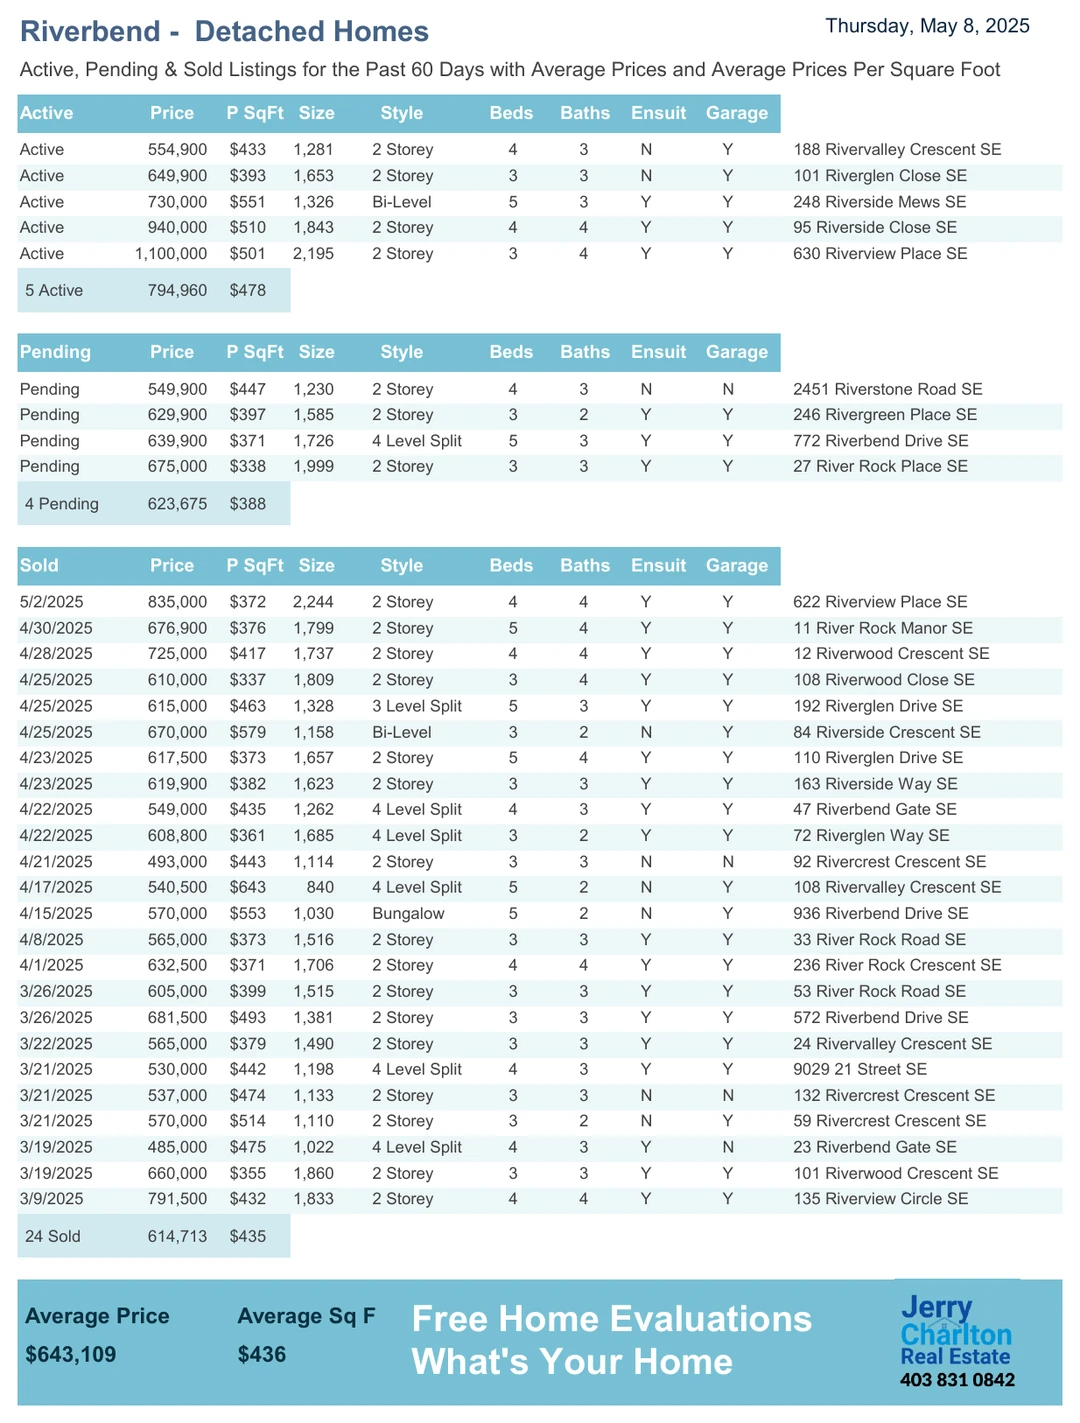 Riverbend -  Detached Homes
Thursday, May 8, 2025
Active, Pending & Sold Listings for the Past 60 Days with Average Prices and Average Prices Per Square Foot
Active Price P SqFt Size Style Beds Baths Ensuit Garage
Active 554,900 $433 1,281 2 Storey 4 3 N Y 188 Rivervalley Crescent SE
Active 649,900 $393 1,653 2 Storey 3 3 N Y 101 Riverglen Close SE
Active 730,000 $551 1,326 Bi-Level 5 3 Y Y 248 Riverside Mews SE
Active 940,000 $510 1,843 2 Storey 4 4 Y Y 95 Riverside Close SE
Active 1,100,000 $501 2,195 2 Storey 3 4 Y Y 630 Riverview Place SE
5 Active 794,960 $478
Pending Price P SqFt Size Style Beds Baths Ensuit Garage
Pending 549,900 $447 1,230 2 Storey 4 3 N N 2451 Riverstone Road SE
Pending 629,900 $397 1,585 2 Storey 3 2 Y Y 246 Rivergreen Place SE
Pending 639,900 $371 1,726 4 Level Split 5 3 Y Y 772 Riverbend Drive SE
Pending 675,000 $338 1,999 2 Storey 3 3 Y Y 27 River Rock Place SE
4 Pending 623,675 $388
Sold Price P SqFt Size Style Beds Baths Ensuit Garage
5/2/2025 835,000 $372 2,244 2 Storey 4 4 Y Y 622 Riverview Place SE
4/30/2025 676,900 $376 1,799 2 Storey 5 4 Y Y 11 River Rock Manor SE
4/28/2025 725,000 $417 1,737 2 Storey 4 4 Y Y 12 Riverwood Crescent SE
4/25/2025 610,000 $337 1,809 2 Storey 3 4 Y Y 108 Riverwood Close SE
4/25/2025 615,000 $463 1,328 3 Level Split 5 3 Y Y 192 Riverglen Drive SE
4/25/2025 670,000 $579 1,158 Bi-Level 3 2 N Y 84 Riverside Crescent SE
4/23/2025 617,500 $373 1,657 2 Storey 5 4 Y Y 110 Riverglen Drive SE
4/23/2025 619,900 $382 1,623 2 Storey 3 3 Y Y 163 Riverside Way SE
4/22/2025 549,000 $435 1,262 4 Level Split 4 3 Y Y 47 Riverbend Gate SE
4/22/2025 608,800 $361 1,685 4 Level Split 3 2 Y Y 72 Riverglen Way SE
4/21/2025 493,000 $443 1,114 2 Storey 3 3 N N 92 Rivercrest Crescent SE
4/17/2025 540,500 $643 840 4 Level Split 5 2 N Y 108 Rivervalley Crescent SE
4/15/2025 570,000 $553 1,030 Bungalow 5 2 N Y 936 Riverbend Drive SE
4/8/2025 565,000 $373 1,516 2 Storey 3 3 Y Y 33 River Rock Road SE
4/1/2025 632,500 $371 1,706 2 Storey 4 4 Y Y 236 River Rock Crescent SE
3/26/2025 605,000 $399 1,515 2 Storey 3 3 Y Y 53 River Rock Road SE
3/26/2025 681,500 $493 1,381 2 Storey 3 3 Y Y 572 Riverbend Drive SE
3/22/2025 565,000 $379 1,490 2 Storey 3 3 Y Y 24 Rivervalley Crescent SE
3/21/2025 530,000 $442 1,198 4 Level Split 4 3 Y Y 9029 21 Street SE
3/21/2025 537,000 $474 1,133 2 Storey 3 3 N N 132 Rivercrest Crescent SE
3/21/2025 570,000 $514 1,110 2 Storey 3 2 N Y 59 Rivercrest Crescent SE
3/19/2025 485,000 $475 1,022 4 Level Split 4 3 Y N 23 Riverbend Gate SE
3/19/2025 660,000 $355 1,860 2 Storey 3 3 Y Y 101 Riverwood Crescent SE
3/9/2025 791,500 $432 1,833 2 Storey 4 4 Y Y 135 Riverview Circle SE
24 Sold 614,713 $435
Average Price Average Sq F
$643,109 $436
Free Home Evaluations
What's Your Home
Jerry
Charlton
Real Estate
403 831 0842